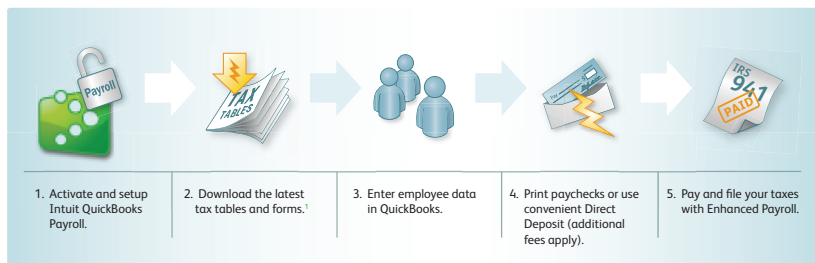 Payroll
TAX
TABLES
IRS
941
PAID
1. Activate and setup
Intuit QuickBooks
Payroll.
2. Download the latest
tax tables and forms.1
3. Enter employee data
in QuickBooks.
4. Print paychecks or use
convenient Direct
Deposit (additional
fees apply).
5. Pay and file your taxes
with Enhanced Payroll.